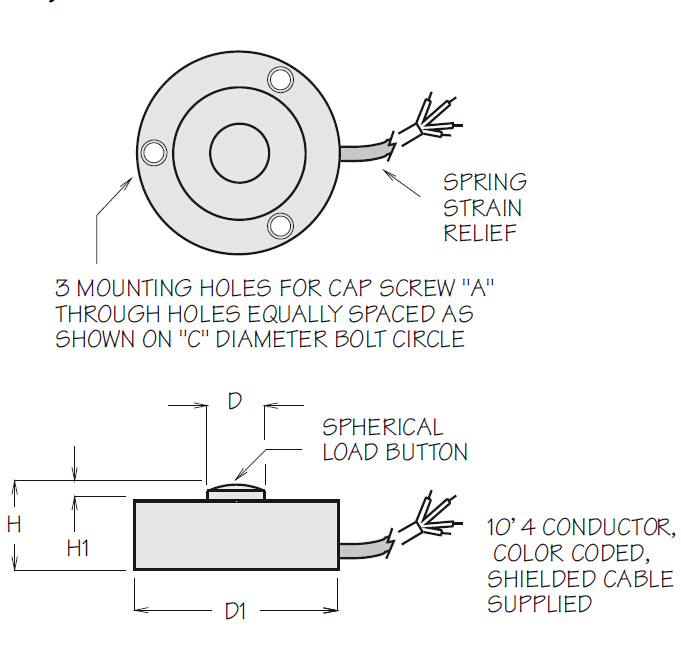 SPRING
STRAIN
RELIEF
3 MOUNTING HOLES FOR CAP SCREW "A"
THROUGH HOLES EQUALLY SPACED AS
SHOWN ON "C" DIAMETER BOLT CIRCLE
D
SPHERICAL
LOAD BUTTON
H
H1
10' 4 CONDUCTOR,
COLOR CODED,
SHIELDED CABLE
SUPPLIED
D1